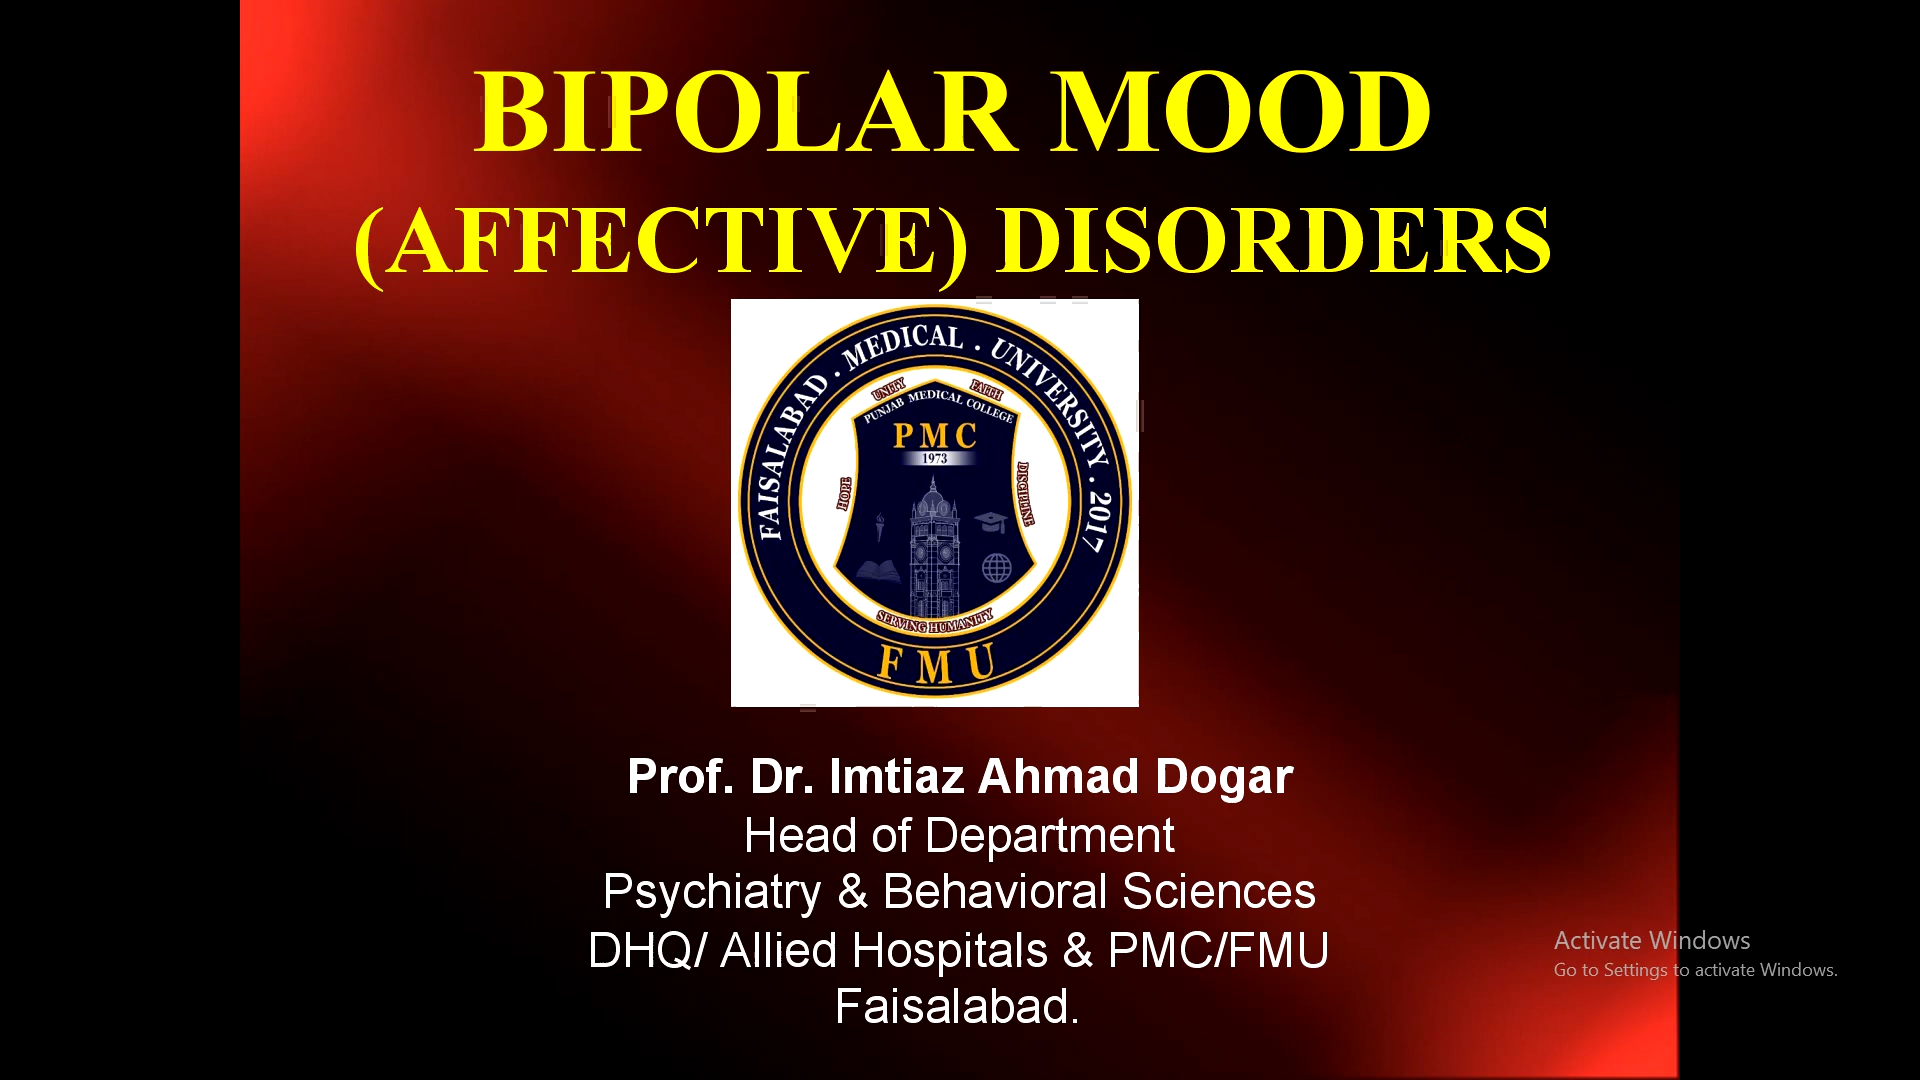 BIPOLAR MOOD
(AFFECTIVE) DISORDERS
FAISALABAD . MEDICAL . UNIVERSITY . 2017
UNITY
FAITH
PUNJAB MEDICAL COLLEGE
PMC
1973
HOPE
DISCIPLINE
SERVING HUMANITY
FMU
Prof. Dr. Imtiaz Ahmad Dogar
Head of Department
Psychiatry & Behavioral Sciences
DHQ/ Allied Hospitals & PMC/FMU
Faisalabad.
Activate Windows
Go to Settings to activate Windows.